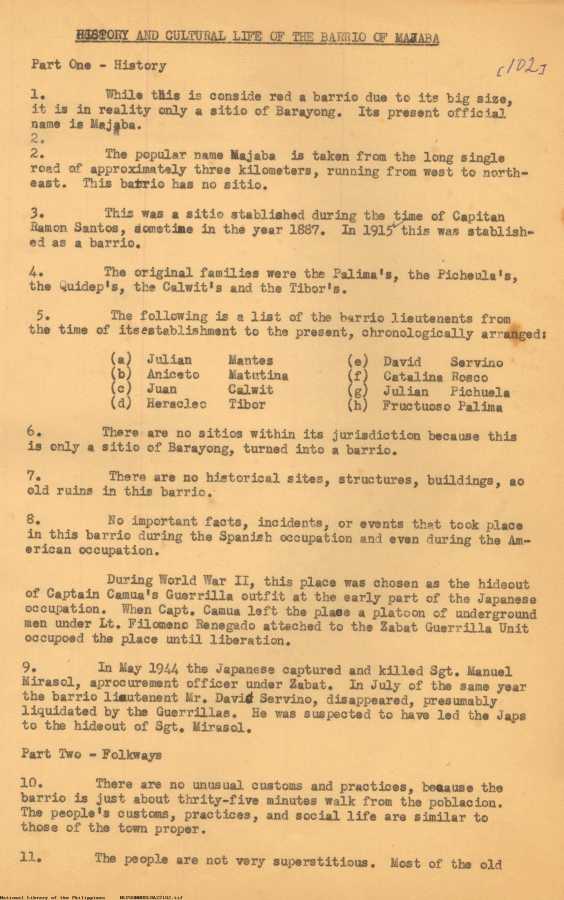 HISTORY AND CULTURAL LIFE OF THE BARRIO OF MAJABA
Part One - History
[102]
1. While this is conside red a barrio due to its big size,
it is in reality only a sitio of Barayong. Its present official
name is Majaba.
2.
2. The popular name Majaba is taken from the long single
road of approximately three kilometers, running from west to north-
east. This barrio has no sitio.
3. This was a sitio stablished during the time of Capitan
Ramon Santos, sometime in the year 1887. In 1915 this was stablish-
ed as a barrio.
4. The original families were the Palima's, the Picheula's,
the Quidep's, the Calwit's and the Tibor's.
5. The following is a list of the barrio lieutenents from
the time of itsestablishment to the present, chronologically arranged:
(a) Julian Mantes (e) David Servino
(b) Aniceto Matutina (f) Catalina Rosco
(c) Juan Calwit (g) Julian Pichuela
(d) Heracleo Tibor (h) Fructuoso Palima
6. There are no sitios within its jurisdiction because this
is only a sitio of Barayong, turned into a barrio.
7. There are no historical sites, structures, buildings, ao
old ruins in this barrio.
8. No important facts, incidents, or events that took place
in this barrio during the Spanish occupation and even during the Am-
erican occupation.
During World War II, this place was chosen as the hideout
of Captain Camua's Guerrilla outfit at the early part of the Japanese
occupation. When Capt. Camua left the place a platoon of underground
men under Lt. Filomeno Renegado attached to the Zabat Guerrilla Unit
occupoed the place until liberation.
9. In May 1944 the Japanese captured and killed Sgt. Manuel
Mirasol, aprocurement officer under Zabat. In July of the same year
the barrio lieutenent Mr. David Servino, disappeared, presumably
liquidated by the Guerrillas. He was suspected to have led the Japs
to the hideout of Sgt. Mirasol.
Part Two - Folkways
10. There are no unusual customs and practices, because the
barrio is just about thrity-five minutes walk from the poblacion.
The people's customs, practices, and social life are similar to
those of the town proper.
11. The people are not very superstitious. Most of the old
National Library of the Philippines